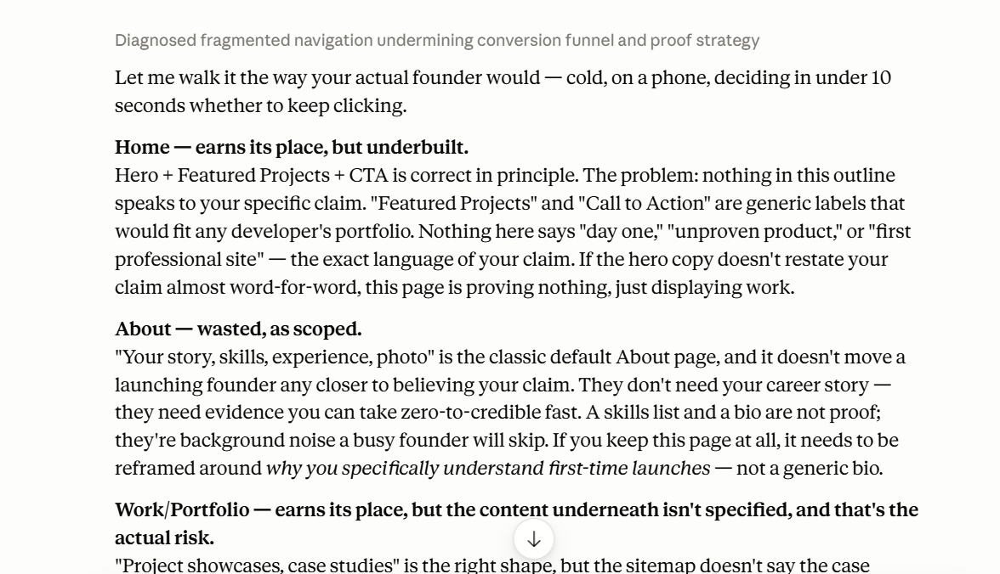 Diagnosed fragmented navigation undermining conversion funnel and proof strategy
Let me walk it the way your actual founder would — cold, on a phone, deciding in under 10
seconds whether to keep clicking.
Home — earns its place, but underbuilt.
Hero + Featured Projects + CTA is correct in principle. The problem: nothing in this outline
speaks to your specific claim. "Featured Projects" and "Call to Action" are generic labels that
would fit any developer's portfolio. Nothing here says "day one," "unproven product," or "first
professional site" — the exact language of your claim. If the hero copy doesn't restate your
claim almost word-for-word, this page is proving nothing, just displaying work.
About — wasted, as scoped.
"Your story, skills, experience, photo" is the classic default About page, and it doesn't move a
launching founder any closer to believing your claim. They don't need your career story —
they need evidence you can take zero-to-credible fast. A skills list and a bio are not proof;
they're background noise a busy founder will skip. If you keep this page at all, it needs to be
reframed around why you specifically understand first-time launches — not a generic bio.
Work/Portfolio — earns its place, but the content underneath isn't specified, and that's the
actual risk.
"Project showcases, case studies" is the right shape, but the sitemap doesn't say the case